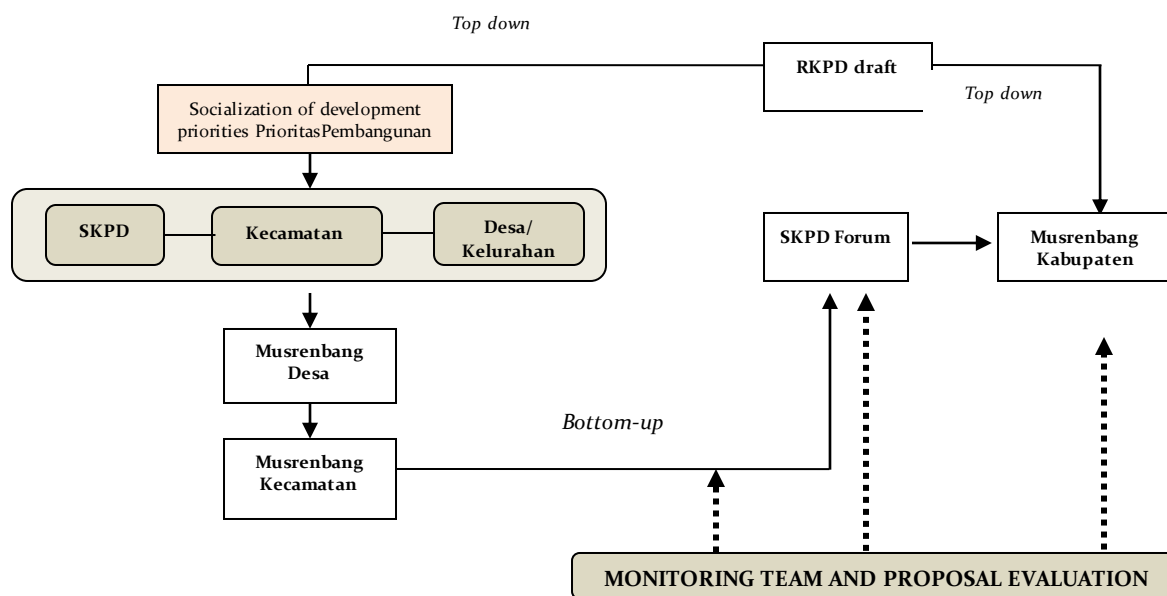 Top down
RKPD draft
Top down
Socialization of development
priorities PrioritasPembangunan
SKPD
Kecamatan
Desa/
Kelurahan
SKPD Forum
Musrenbang
Kabupaten
Musrenbang
Desa
Bottom-up
Musrenbang
Kecamatan
MONITORING TEAM AND PROPOSAL EVALUATION